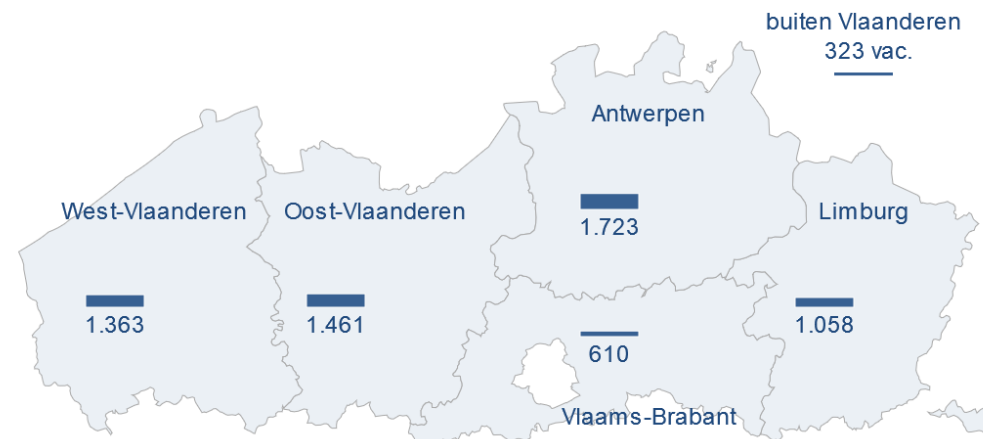 buiten Vlaanderen
323 vac.
Antwerpen
1.723
West-Vlaanderen
1.363
Oost-Vlaanderen
1.461
Limburg
1.058
610
Vlaams-Brabant